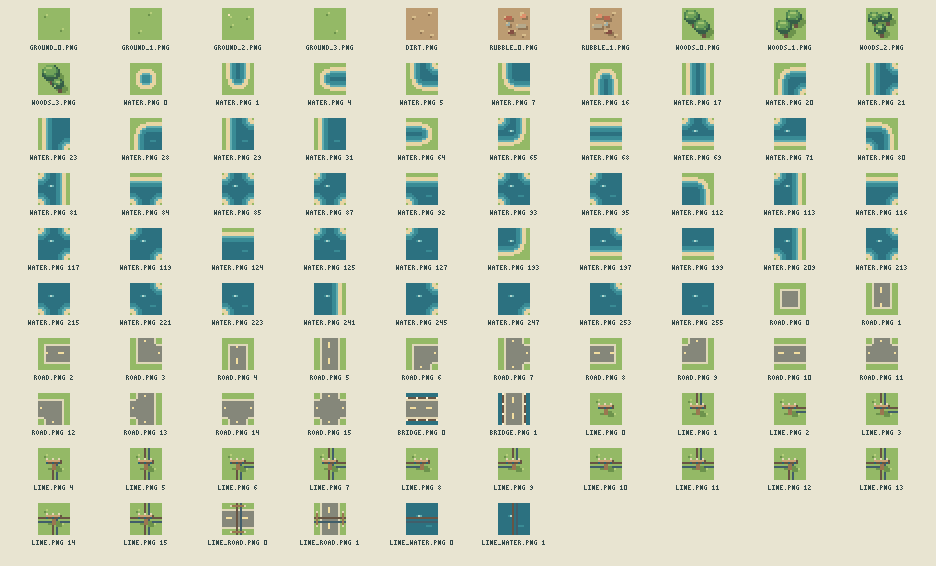 GROUND_0.PNG GROUND_1.PNG GROUND_2.PNG GROUND_3.PNG DIRT.PNG RUBBLE_0.PNG RUBBLE_1.PNG WOODS_0.PNG WOODS_1.PNG WOODS_2.PNG
WOODS_3.PNG WATER.PNG 0 WATER.PNG 1 WATER.PNG 4 WATER.PNG 5 WATER.PNG 7 WATER.PNG 16 WATER.PNG 17 WATER.PNG 20 WATER.PNG 21
WATER.PNG 23 WATER.PNG 28 WATER.PNG 29 WATER.PNG 31 WATER.PNG 64 WATER.PNG 65 WATER.PNG 68 WATER.PNG 69 WATER.PNG 71 WATER.PNG 80
WATER.PNG 81 WATER.PNG 84 WATER.PNG 85 WATER.PNG 87 WATER.PNG 92 WATER.PNG 93 WATER.PNG 95 WATER.PNG 112 WATER.PNG 113 WATER.PNG 116
WATER.PNG 117 WATER.PNG 119 WATER.PNG 124 WATER.PNG 125 WATER.PNG 127 WATER.PNG 193 WATER.PNG 197 WATER.PNG 199 WATER.PNG 209 WATER.PNG 213
WATER.PNG 215 WATER.PNG 221 WATER.PNG 223 WATER.PNG 241 WATER.PNG 245 WATER.PNG 247 WATER.PNG 253 WATER.PNG 255 ROAD.PNG 0 ROAD.PNG 1
ROAD.PNG 2 ROAD.PNG 3 ROAD.PNG 4 ROAD.PNG 5 ROAD.PNG 6 ROAD.PNG 7 ROAD.PNG 8 ROAD.PNG 9 ROAD.PNG 10 ROAD.PNG 11
ROAD.PNG 12 ROAD.PNG 13 ROAD.PNG 14 ROAD.PNG 15 BRIDGE.PNG 0 BRIDGE.PNG 1 LINE.PNG 0 LINE.PNG 1 LINE.PNG 2 LINE.PNG 3
LINE.PNG 4 LINE.PNG 5 LINE.PNG 6 LINE.PNG 7 LINE.PNG 8 LINE.PNG 9 LINE.PNG 10 LINE.PNG 11 LINE.PNG 12 LINE.PNG 13
LINE.PNG 14 LINE.PNG 15 LINE_ROAD.PNG 0 LINE_ROAD.PNG 1 LINE_WATER.PNG 0 LINE_WATER.PNG 1